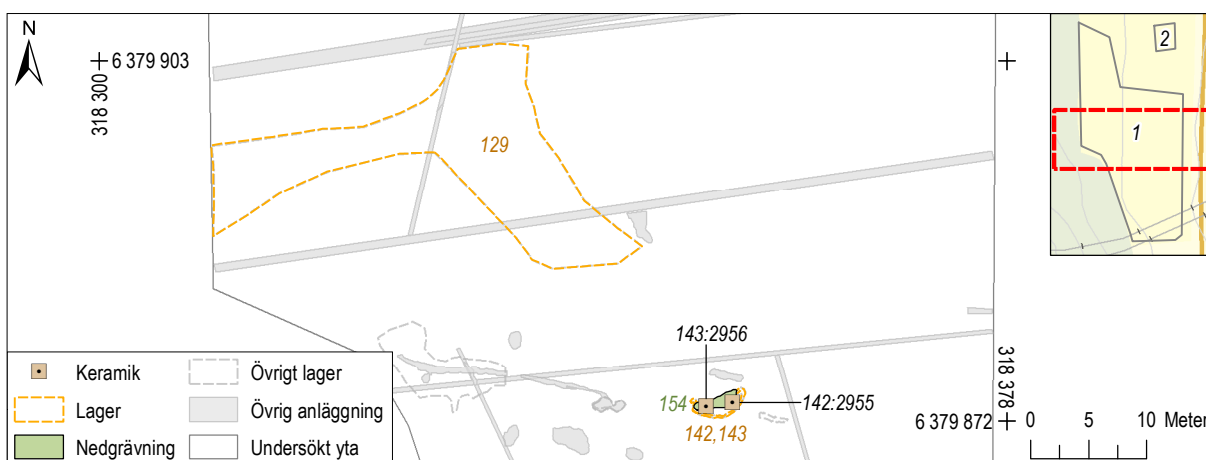 N
6 379 903
318 300
129
143:2956
154
142:2955
142,143
318 378
6 379 872
2
1
Keramik
Övrigt lager
Lager
Övrig anläggning
Nedgrävning
Undersökt yta
0 5 10 Meter